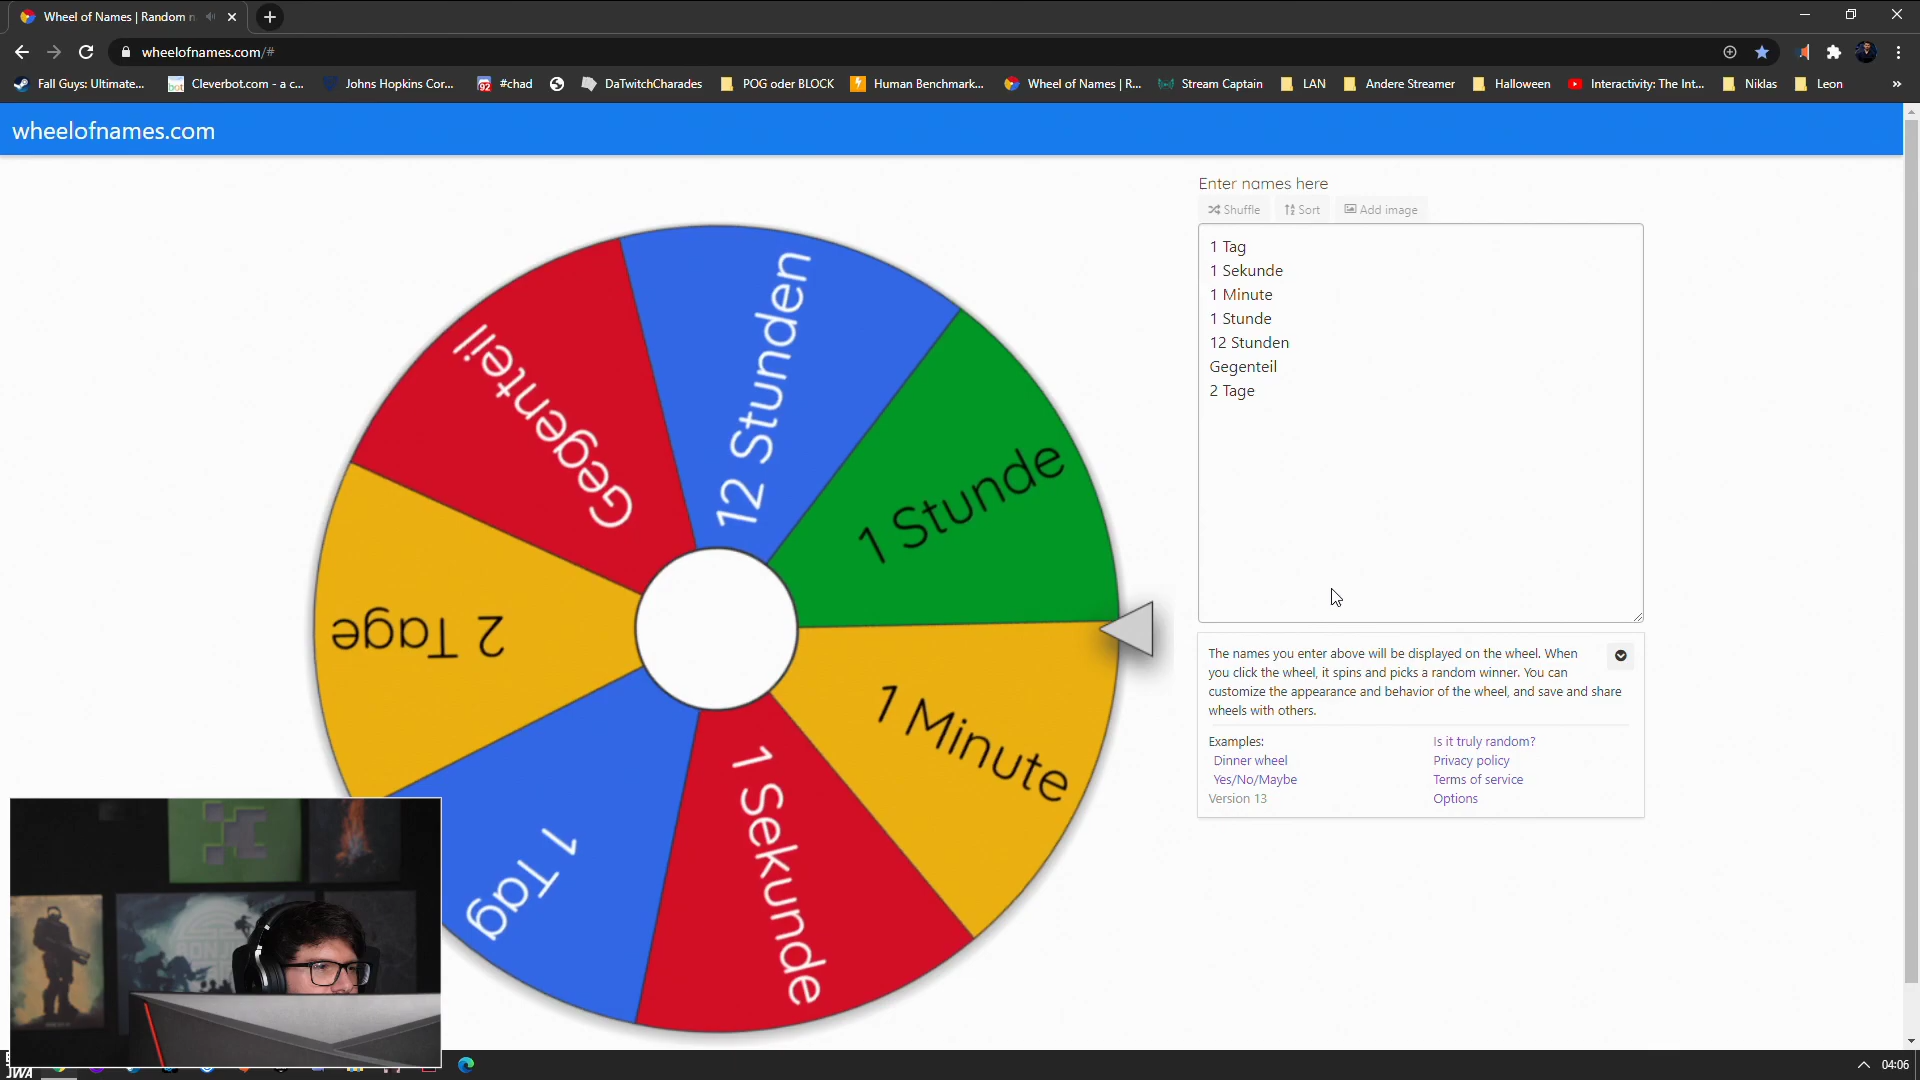 Wheel of Names | Random n
wheelofnames.com/#
Fall Guys: Ultimate...
Cleverbot.com - a c...
Johns Hopkins Cor...
#chad
DaTwitchCharades
POG oder BLOCK
Human Benchmark...
Wheel of Names | R...
Stream Captain
LAN
Andere Streamer
Halloween
Interactivity: The Int...
Niklas
Leon
»
wheelofnames.com
Enter names here
Shuffle
Sort
Add image
1 Tag
1 Sekunde
1 Minute
1 Stunde
12 Stunden
Gegenteil
2 Tage
12 Stunden
1 Stunde
1 Minute
1 Sekunde
1 Tag
2 Tage
Gegenteil
The names you enter above will be displayed on the wheel. When
you click the wheel, it spins and picks a random winner. You can
customize the appearance and behavior of the wheel, and save and share
wheels with others.
Examples:
Dinner wheel
Yes/No/Maybe
Version 13
Is it truly random?
Privacy policy
Terms of service
Options
JWA
04:06